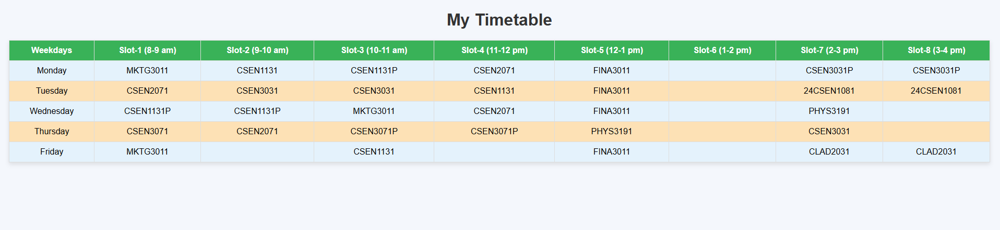 My Timetable
Weekdays Slot-1 (8-9 am) Slot-2 (9-10 am) Slot-3 (10-11 am) Slot-4 (11-12 pm) Slot-5 (12-1 pm) Slot-6 (1-2 pm) Slot-7 (2-3 pm) Slot-8 (3-4 pm)
Monday MKTG3011 CSEN1131 CSEN1131P CSEN2071 FINA3011 CSEN3031P CSEN3031P
Tuesday CSEN2071 CSEN3031 CSEN3031 CSEN1131 FINA3011 24CSEN1081 24CSEN1081
Wednesday CSEN1131P CSEN1131P MKTG3011 CSEN2071 FINA3011 PHYS3191
Thursday CSEN3071 CSEN2071 CSEN3071P CSEN3071P PHYS3191 CSEN3031
Friday MKTG3011 CSEN1131 FINA3011 CLAD2031 CLAD2031